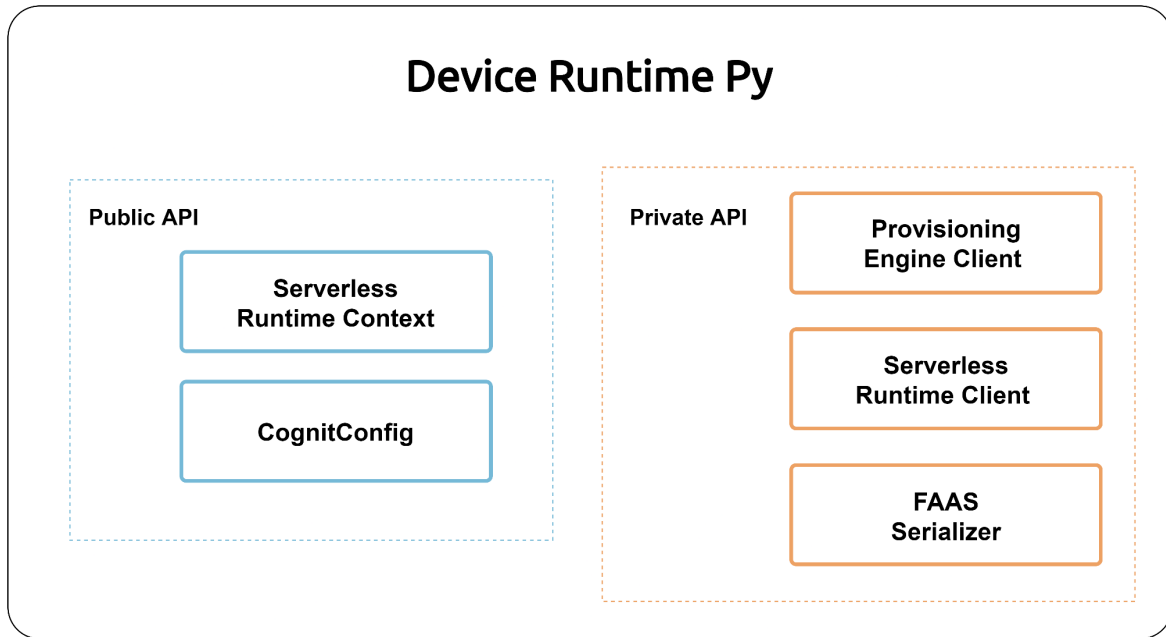 Device Runtime Py
Public API
Serverless
Runtime Context
CognitConfig
Private API
Provisioning
Engine Client
Serverless
Runtime Client
FAAS
Serializer